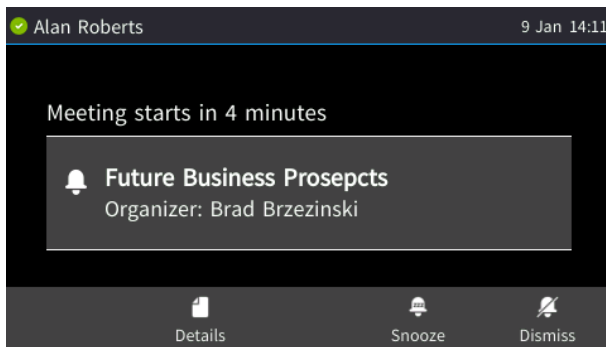 Alan Roberts 9 Jan 14:11
Meeting starts in 4 minutes
Future Business Prosepcts
Organizer: Brad Brzezinski
Details Snooze Dismiss